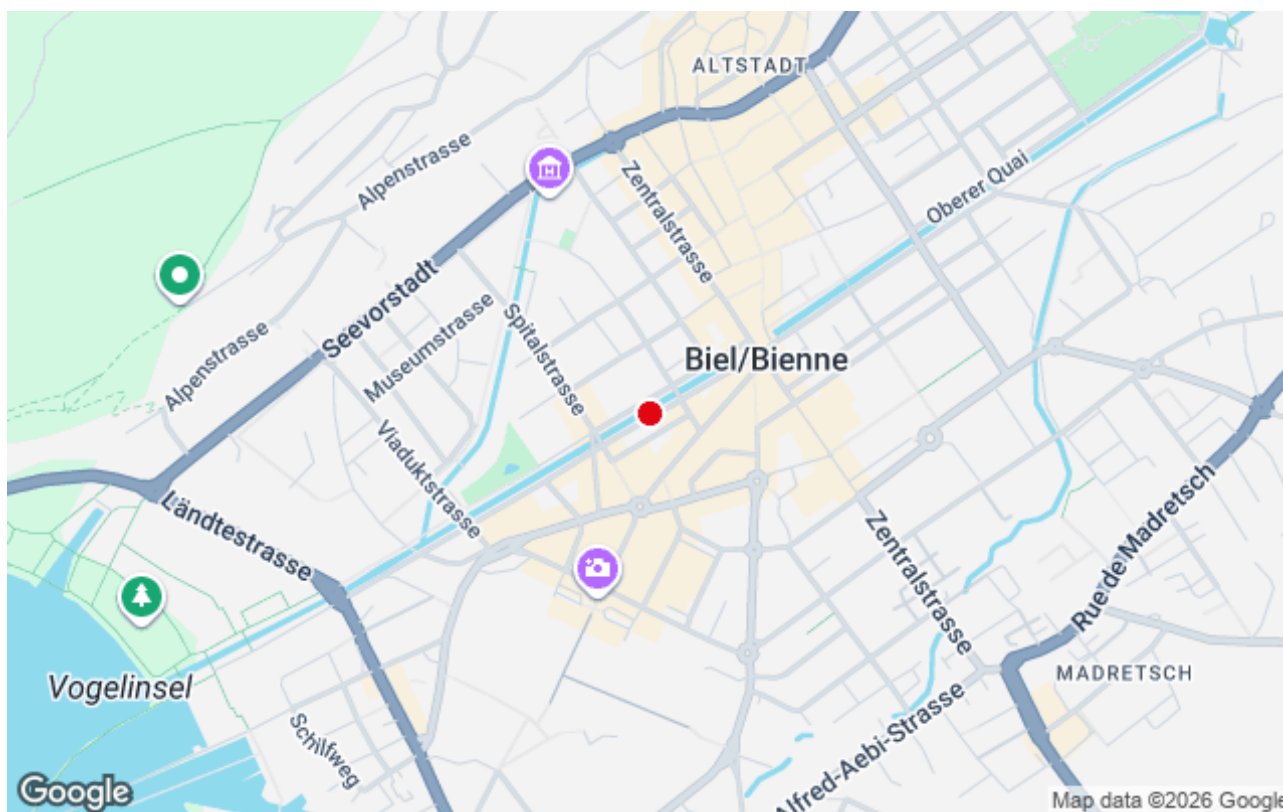 ALTSTADT
Alpenstrasse
Zentralstrasse
Oberer Quai
Seevorstadt
Museumstrasse
Spitalstrasse
Alpenstrasse
Biel/Bienne
Viaduktstrasse
Ländtestrasse
Zentralstrasse
Rue de Madretsch
Vogelinsel
MADRETSCH
Schilfweg
Alfred-Aebi-Strasse
Google
Map data ©2026 Google